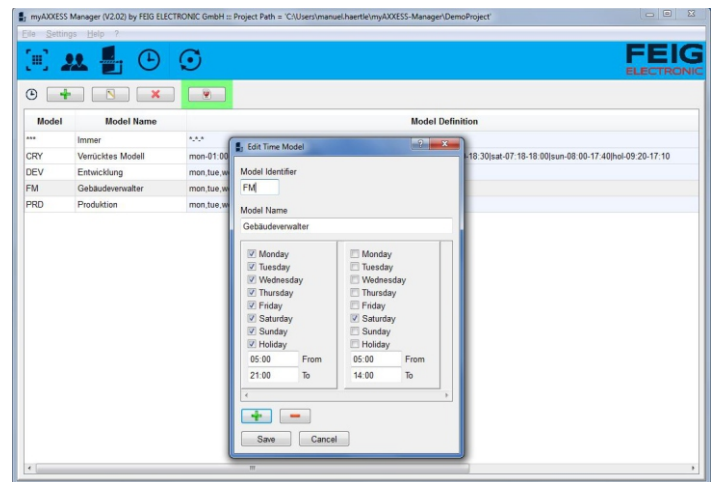 myAXXESS Manager (V2.02) by FEIG ELECTRONIC GmbH :: Project Path = 'C:\Users\manuel.haertle\myAXXESS-Manager\DemoProject'
File Settings Help ?
FEIG
ELECTRONIC
Model Model Name Model Definition
*** Immer *-*-*
CRY Verrücktes Modell mon-01:00 -18:30|sat-07:18-18:00|sun-08:00-17:40|hol-09:20-17:10
DEV Entwicklung mon,tue,w
FM Gebäudeverwalter mon,tue,w
PRD Produktion mon,tue,w
Edit Time Model
Model Identifier
FM
Model Name
Gebäudeverwalter
Monday Monday
Tuesday Tuesday
Wednesday Wednesday
Thursday Thursday
Friday Friday
Saturday Saturday
Sunday Sunday
Holiday Holiday
05:00 From 05:00 From
21:00 To 14:00 To
Save Cancel